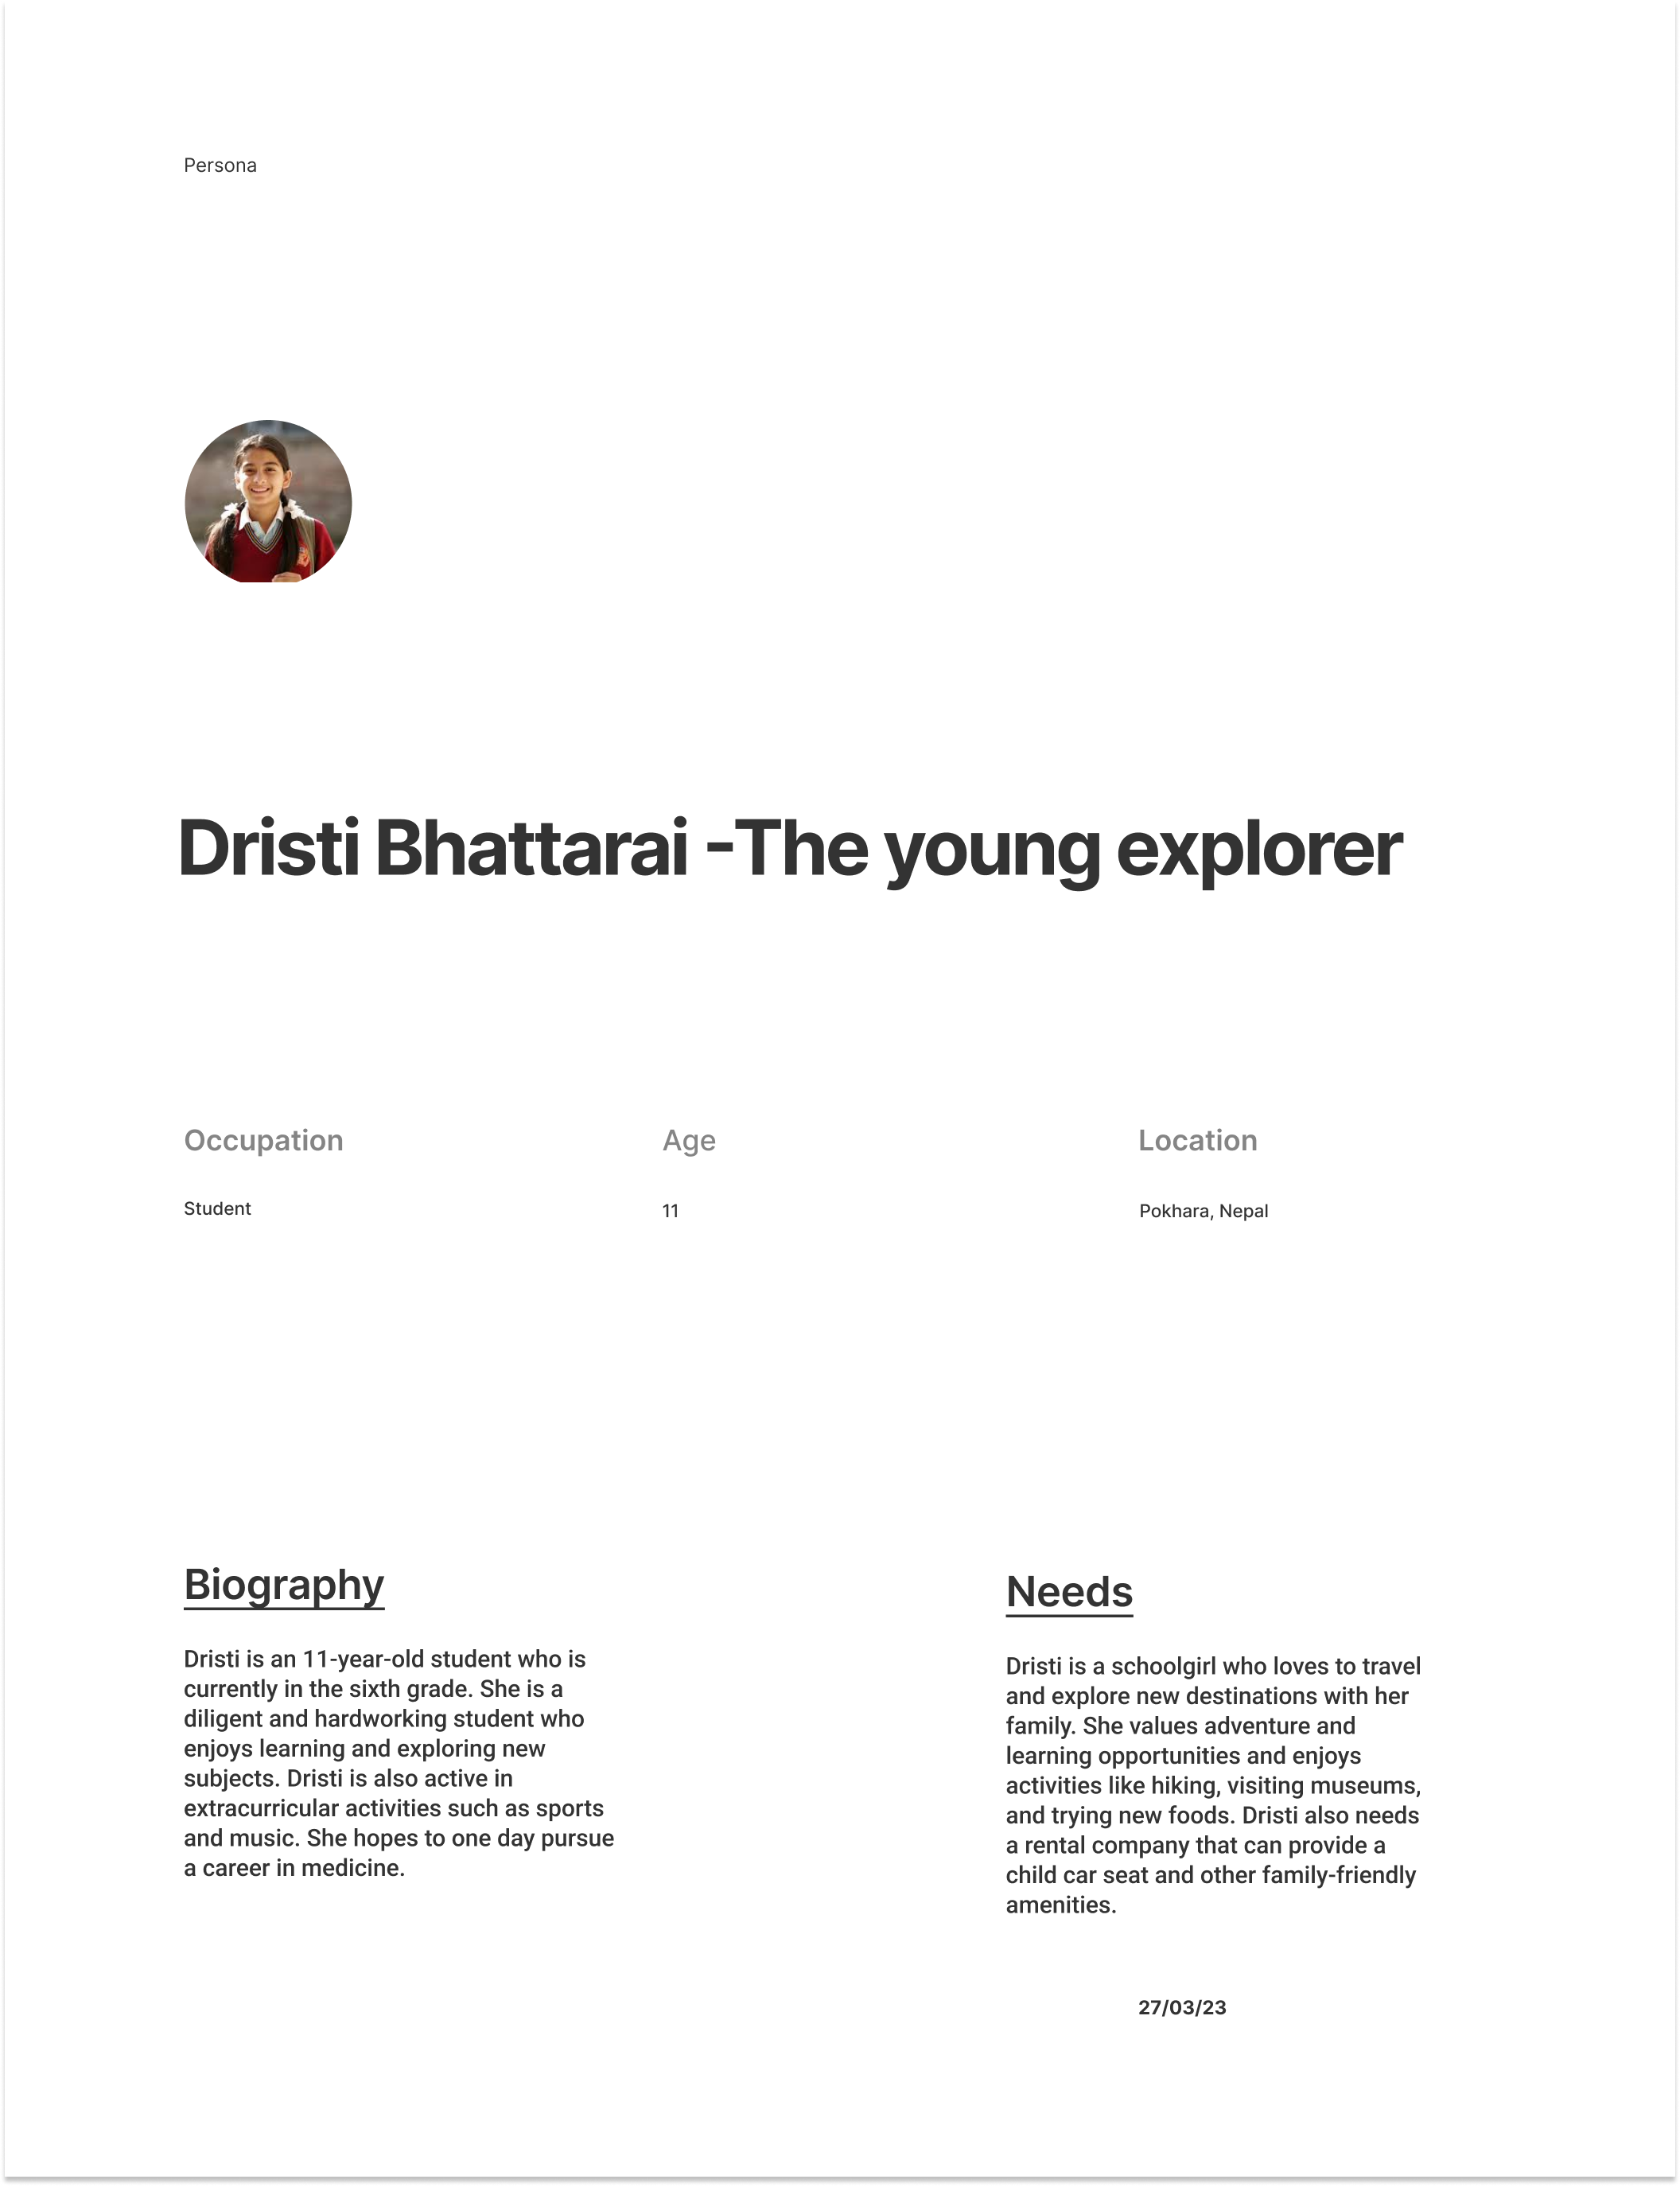 Persona
Dristi Bhattarai -The young explorer
Occupation
Age
Location
Student
11
Pokhara, Nepal
Biography
Dristi is an 11-year-old student who is
currently in the sixth grade. She is a
diligent and hardworking student who
enjoys learning and exploring new
subjects. Dristi is also active in
extracurricular activities such as sports
and music. She hopes to one day pursue
a career in medicine.
Needs
Dristi is a schoolgirl who loves to travel
and explore new destinations with her
family. She values adventure and
learning opportunities and enjoys
activities like hiking, visiting museums,
and trying new foods. Dristi also needs
a rental company that can provide a
child car seat and other family-friendly
amenities.
27/03/23